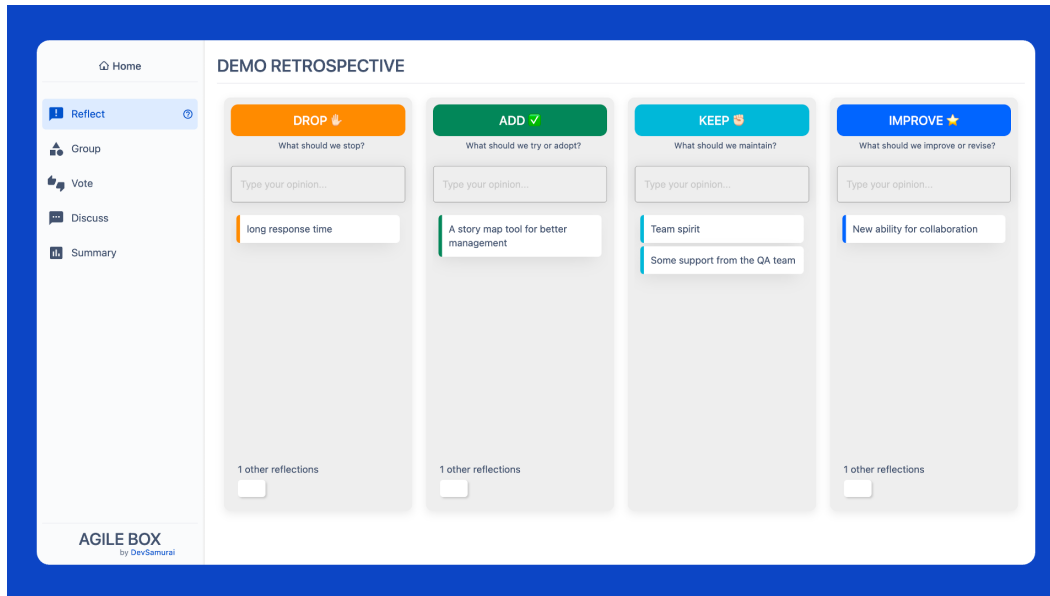 Home
Reflect
Group
Vote
Discuss
Summary
AGILE BOX
by DevSamurai
DEMO RETROSPECTIVE
DROP ✋
What should we stop?
Type your opinion...
long response time
1 other reflections
ADD ✅
What should we try or adopt?
Type your opinion...
A story map tool for better
management
1 other reflections
KEEP ✊
What should we maintain?
Type your opinion...
Team spirit
Some support from the QA team
IMPROVE ⭐
What should we improve or revise?
Type your opinion...
New ability for collaboration
1 other reflections